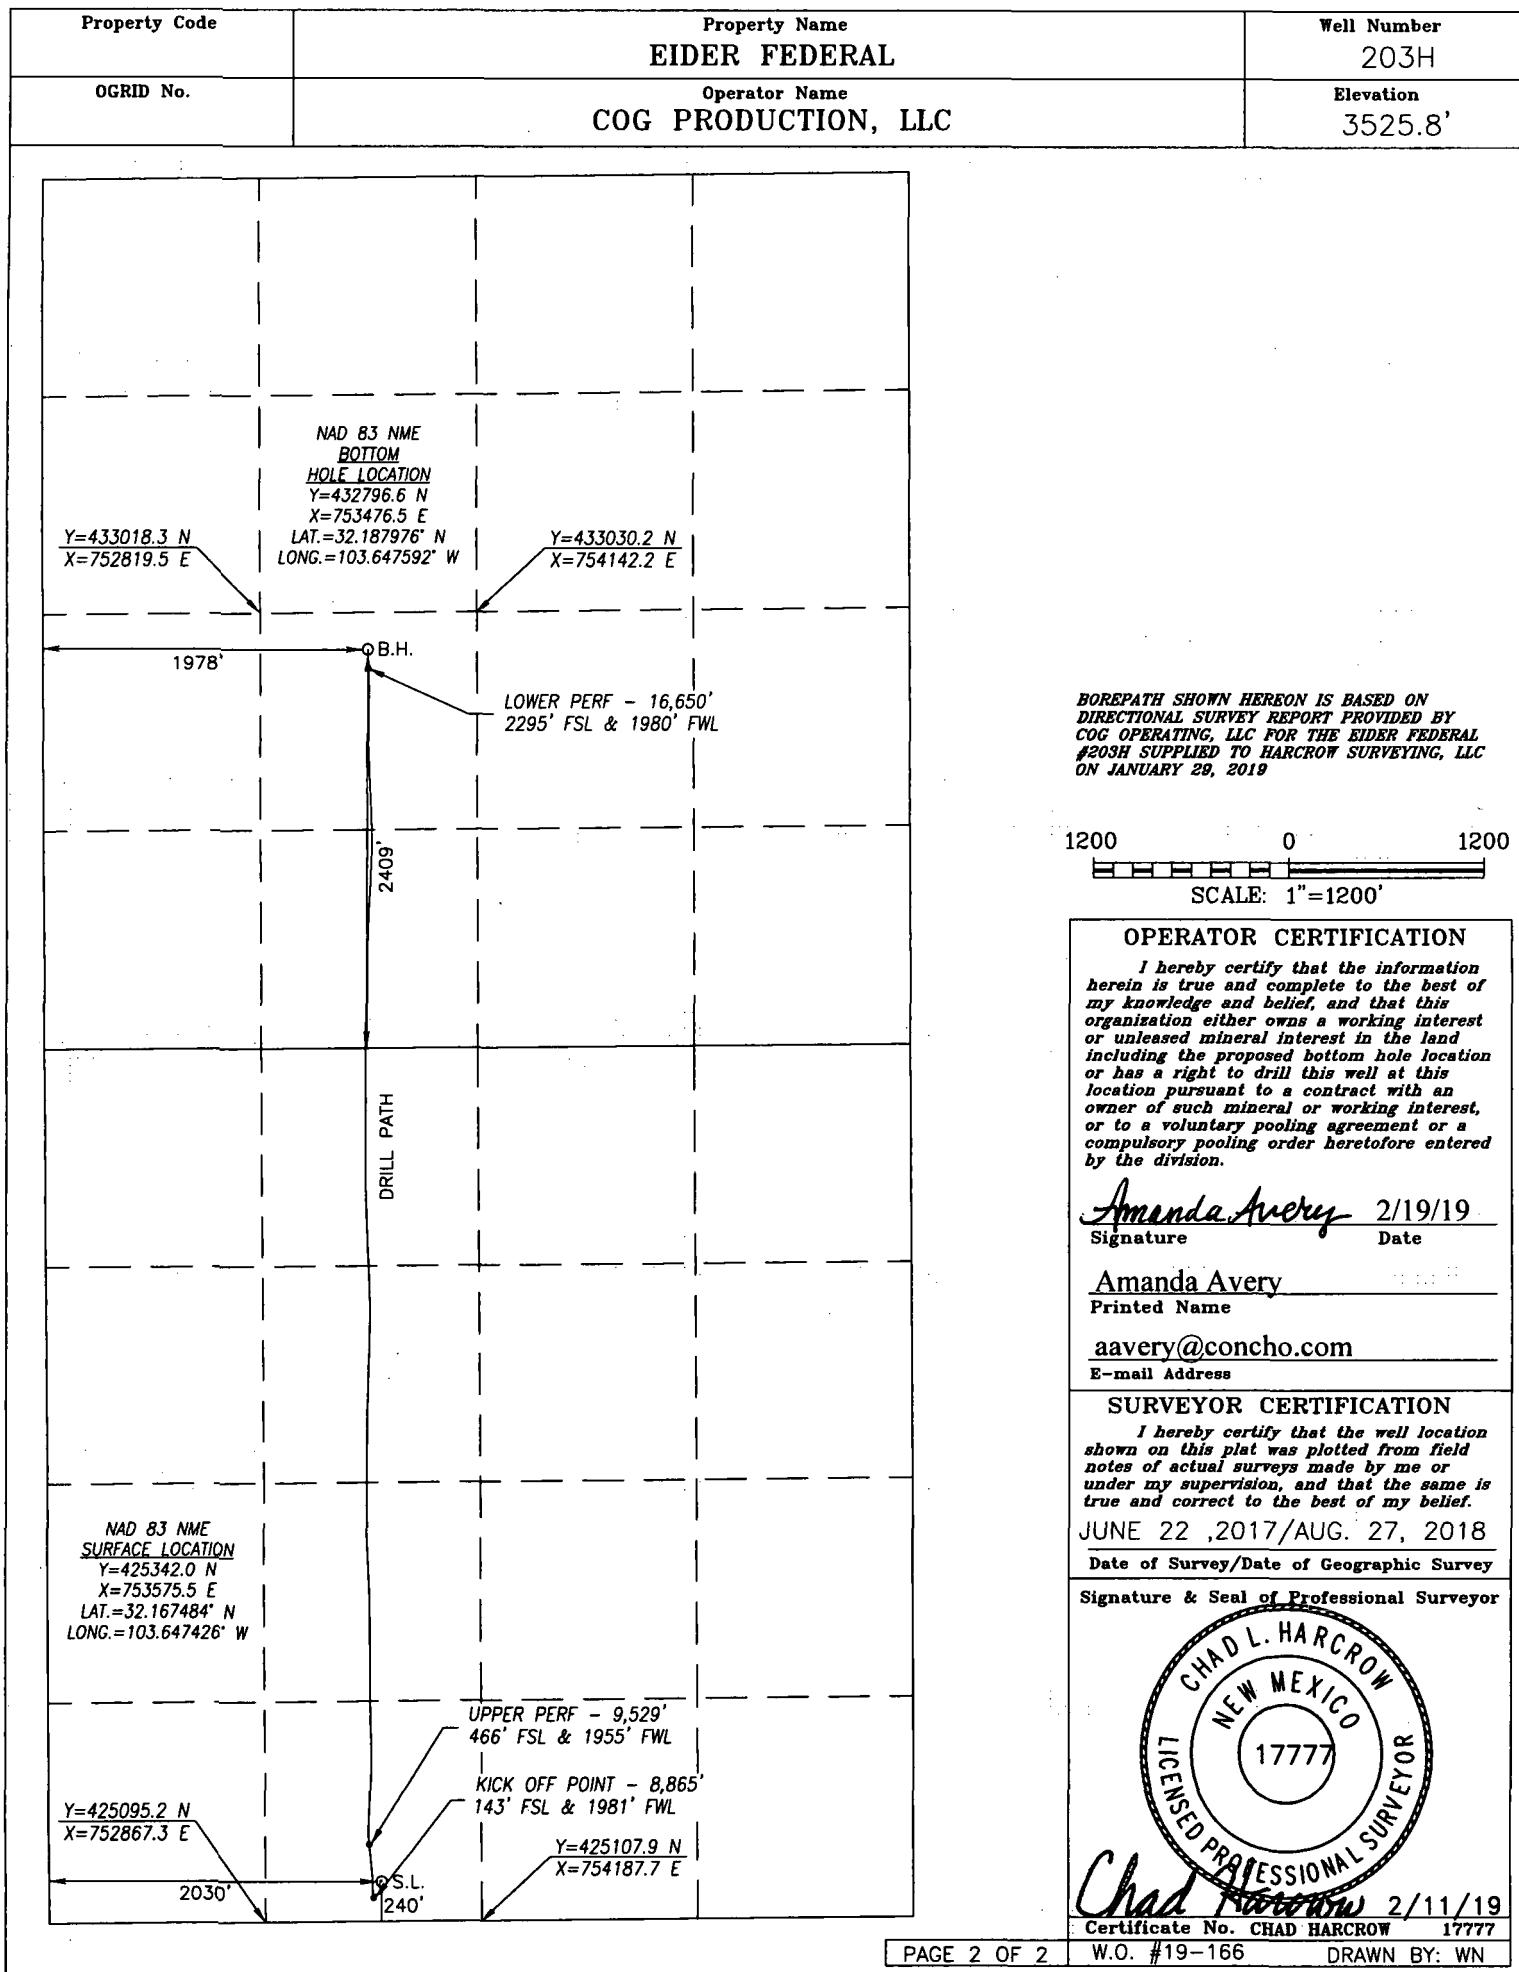 Property Code
Property Name
EIDER FEDERAL
Well Number
203H
OGRID No.
Operator Name
COG PRODUCTION, LLC
Elevation
3525.8'
NAD 83 NME
BOTTOM
HOLE LOCATION
Y=432796.6 N
X=753476.5 E
LAT.=32.187976° N
LONG.=103.647592° W
Y=433018.3 N
X=752819.5 E
Y=433030.2 N
X=754142.2 E
B.H.
1978'
LOWER PERF - 16,650'
2295' FSL & 1980' FWL
2409'
DRILL PATH
NAD 83 NME
SURFACE LOCATION
Y=425342.0 N
X=753575.5 E
LAT.=32.167484° N
LONG.=103.647426° W
UPPER PERF - 9,529'
466' FSL & 1955' FWL
KICK OFF POINT - 8,865'
143' FSL & 1981' FWL
Y=425095.2 N
X=752867.3 E
Y=425107.9 N
X=754187.7 E
S.L.
2030'
240'
BOREPATH SHOWN HEREON IS BASED ON
DIRECTIONAL SURVEY REPORT PROVIDED BY
COG OPERATING, LLC FOR THE EIDER FEDERAL
#203H SUPPLIED TO HARCROW SURVEYING, LLC
ON JANUARY 29, 2019
1200 0 1200
SCALE: 1"=1200'
OPERATOR CERTIFICATION
I hereby certify that the information
herein is true and complete to the best of
my knowledge and belief, and that this
organization either owns a working interest
or unleased mineral interest in the land
including the proposed bottom hole location
or has a right to drill this well at this
location pursuant to a contract with an
owner of such mineral or working interest,
or to a voluntary pooling agreement or a
compulsory pooling order heretofore entered
by the division.
Amanda Avery 2/19/19
Signature Date
Amanda Avery
Printed Name
aavery@concho.com
E-mail Address
SURVEYOR CERTIFICATION
I hereby certify that the well location
shown on this plat was plotted from field
notes of actual surveys made by me or
under my supervision, and that the same is
true and correct to the best of my belief.
JUNE 22 ,2017/AUG. 27, 2018
Date of Survey/Date of Geographic Survey
Signature & Seal of Professional Surveyor
CHAD L. HARCROW
NEW MEXICO
17777
LICENSED PROFESSIONAL SURVEYOR
Chad Harcrow 2/11/19
Certificate No. CHAD HARCROW 17777
PAGE 2 OF 2
W.O. #19-166 DRAWN BY: WN